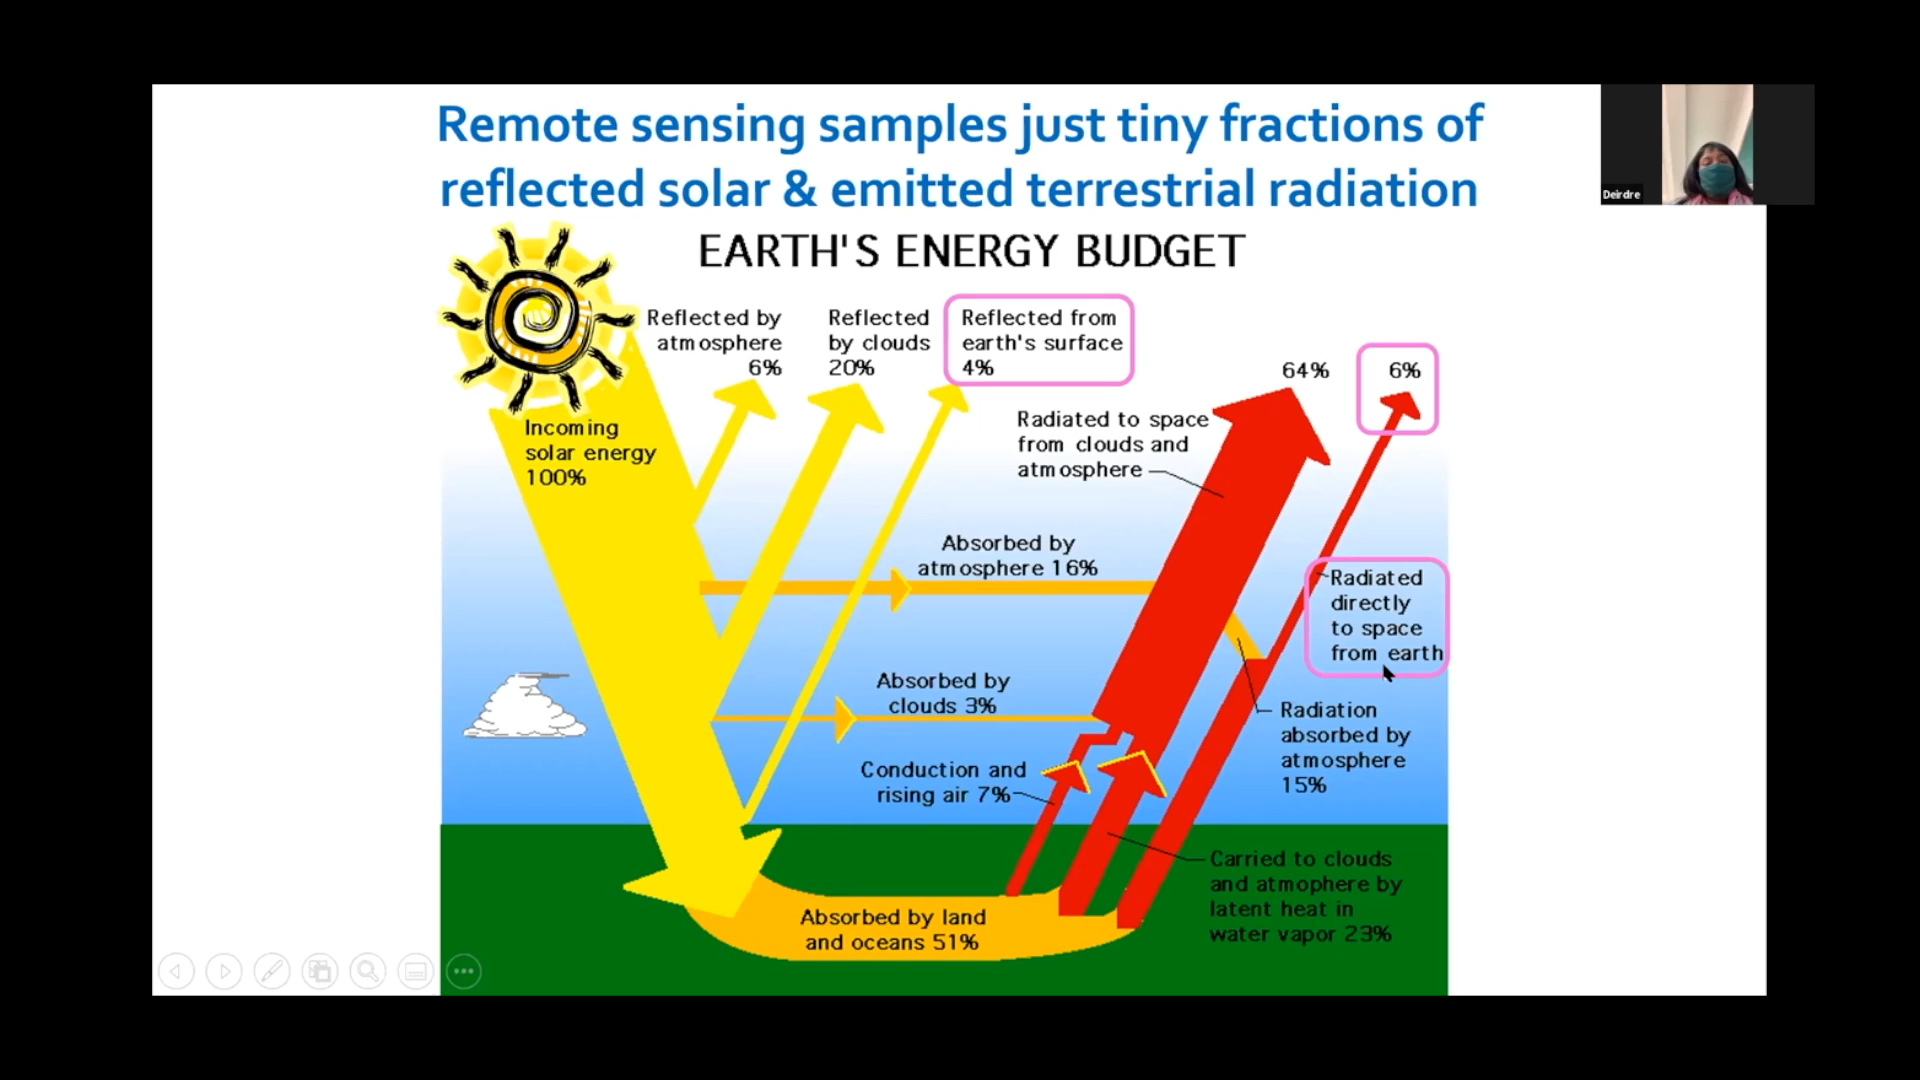 Remote sensing samples just tiny fractions of
reflected solar & emitted terrestrial radiation
Deirdre
EARTH'S ENERGY BUDGET
Reflected by
atmosphere
6%
Reflected
by clouds
20%
Reflected from
earth's surface
4%
64%
6%
Incoming
solar energy
100%
Radiated to space
from clouds and
atmosphere
Absorbed by
atmosphere 16%
Radiated
directly
to space
from earth
Absorbed by
clouds 3%
Radiation
absorbed by
atmosphere
15%
Conduction and
rising air 7%
Carried to clouds
and atmophere by
latent heat in
water vapor 23%
Absorbed by land
and oceans 51%